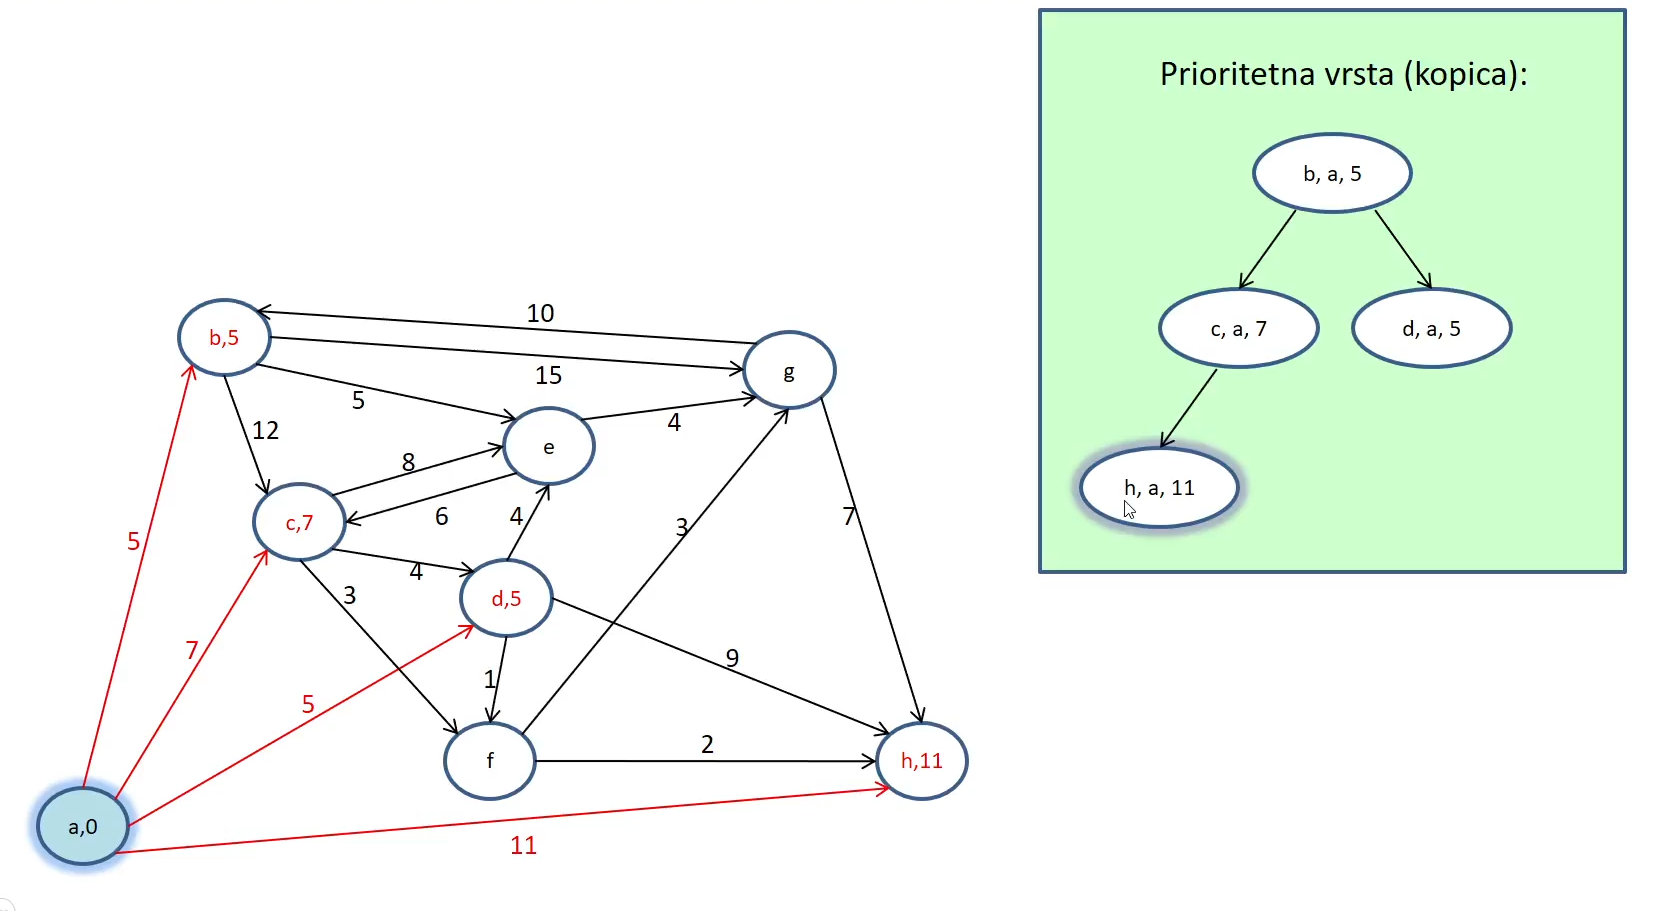 Prioritetna vrsta (kopica):
b, a, 5
c, a, 7
d, a, 5
h, a, 11
10
b,5
g
15
5
4
12
e
8
6
4
3
7
c,7
5
4
3
d,5
7
9
1
5
2
f
h,11
a,0
11